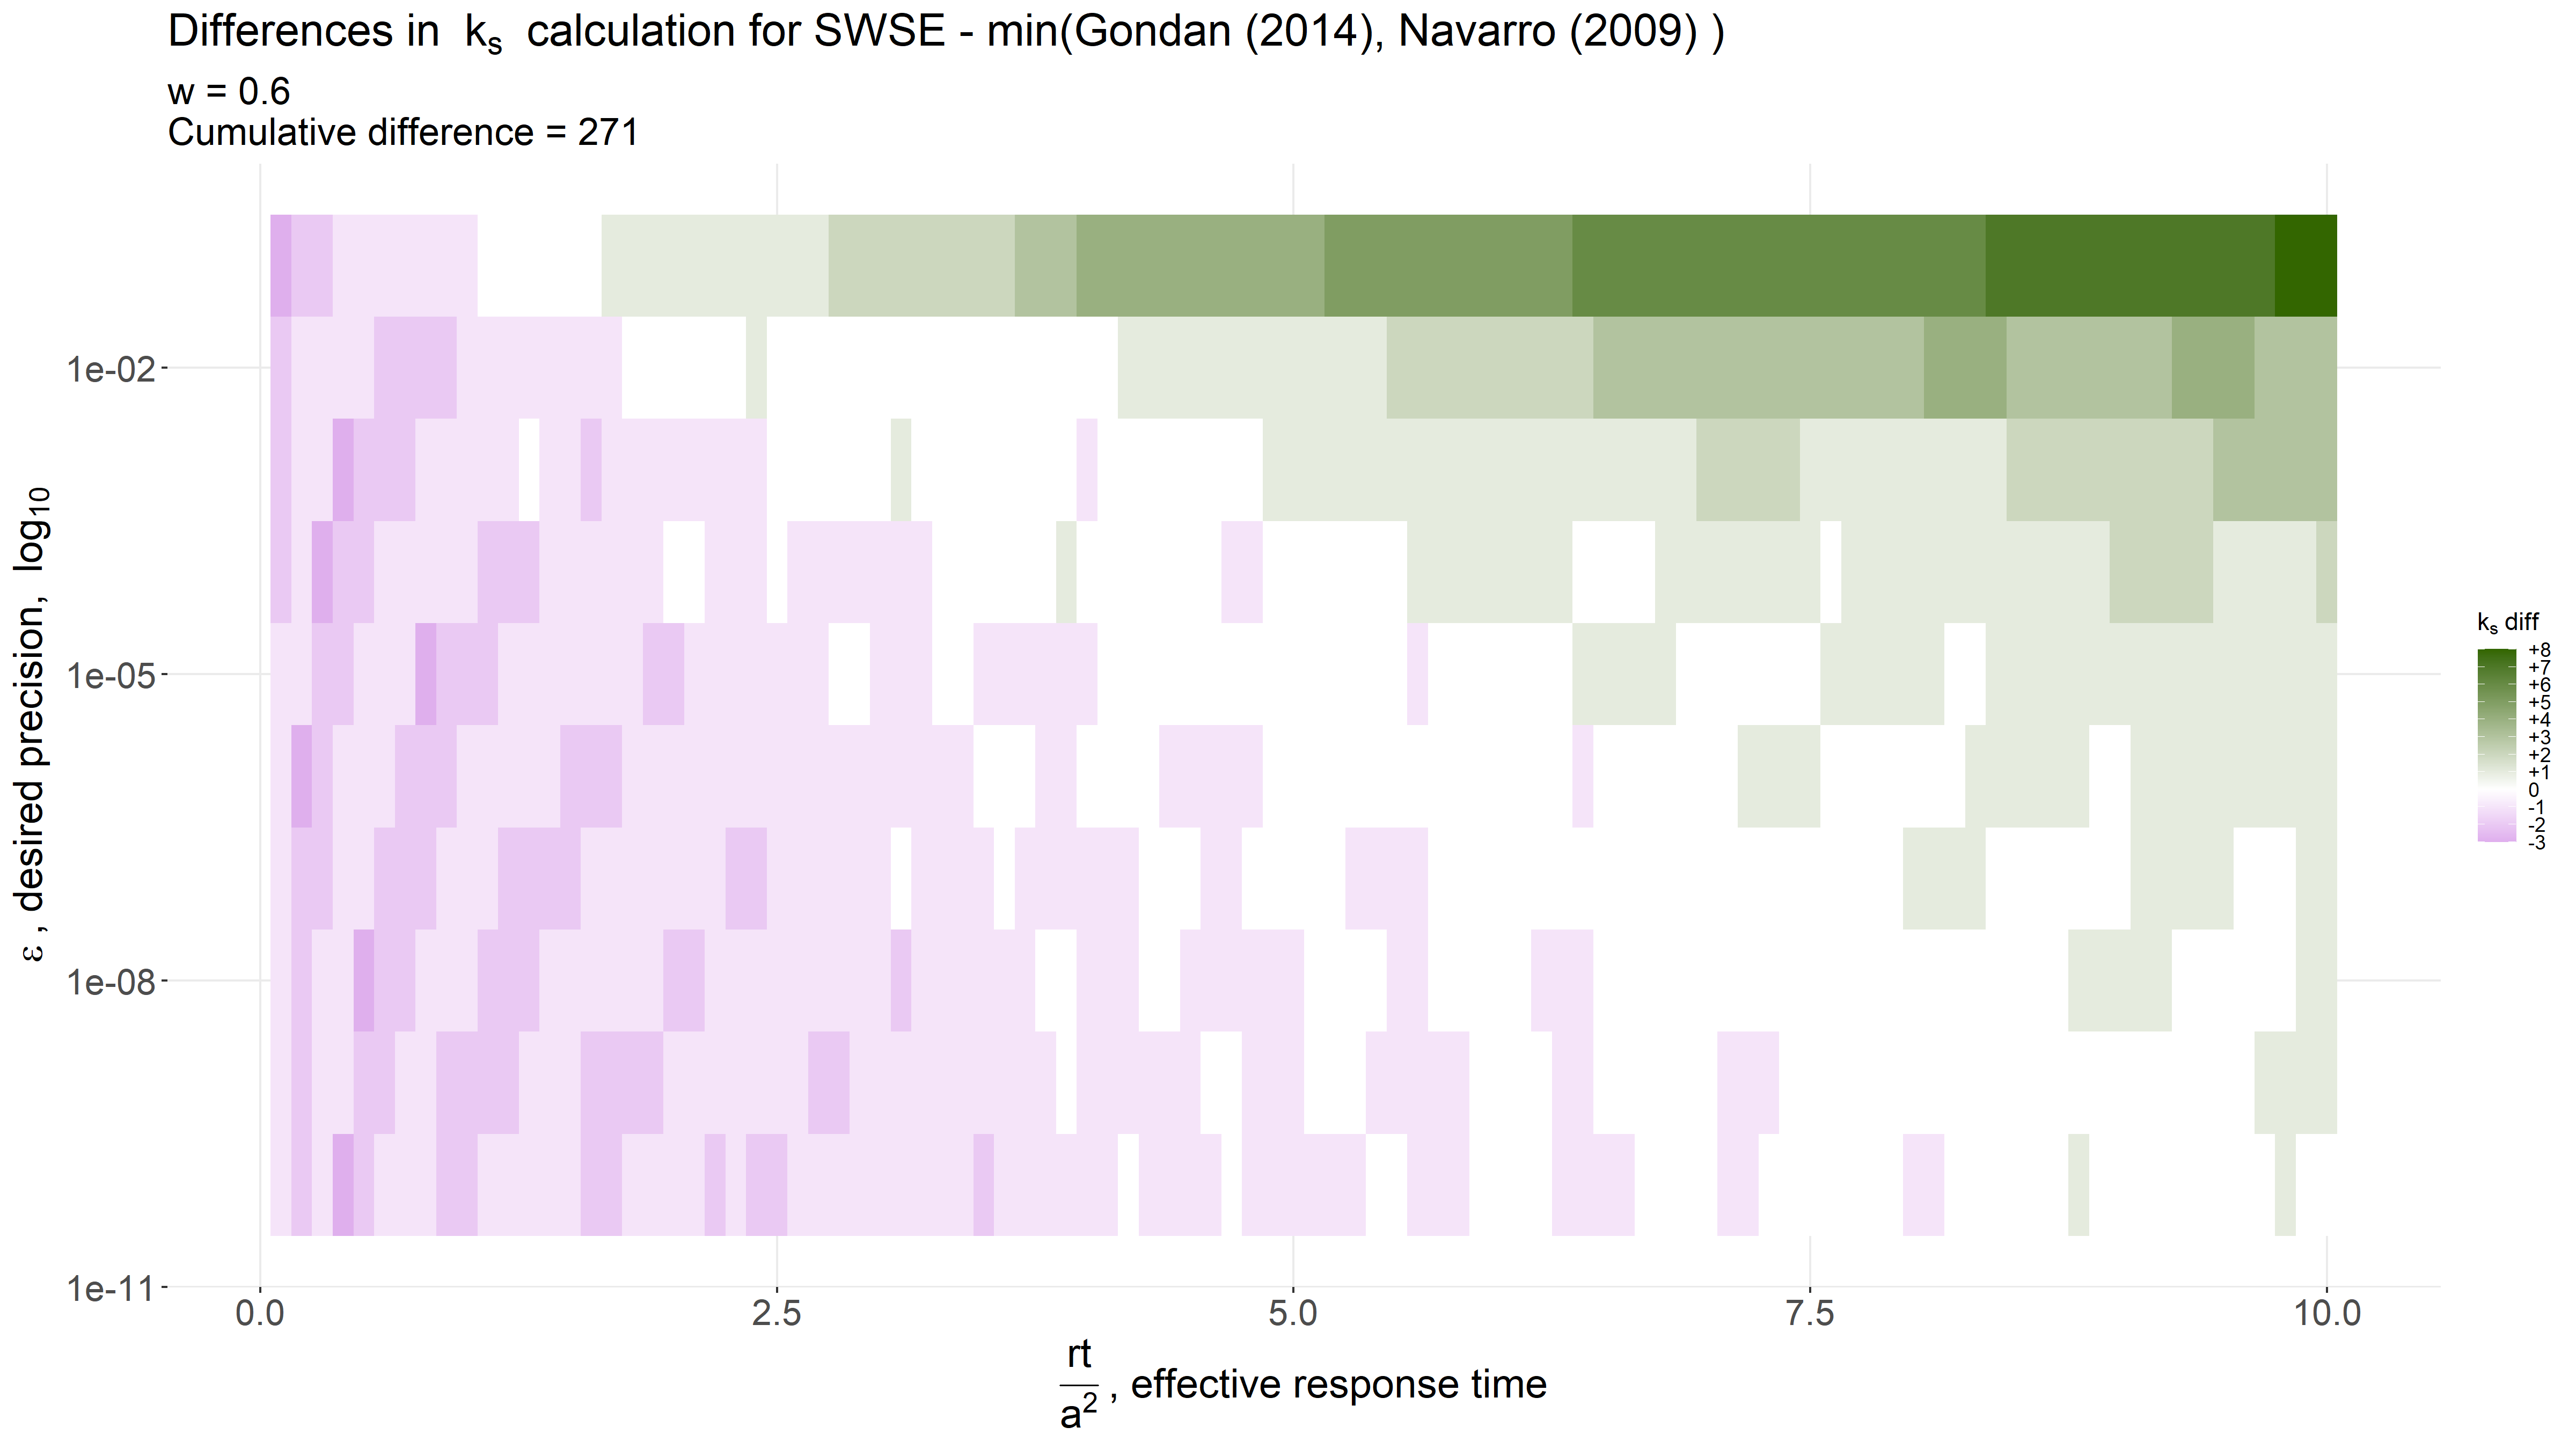 Differences in ks calculation for SWSE - min(Gondan (2014), Navarro (2009) )
w = 0.6
Cumulative difference = 271
ε , desired precision, log10
1e-02
1e-05
1e-08
1e-11
0.0 2.5 5.0 7.5 10.0
rt
a2 , effective response time
ks diff
+8
+7
+6
+5
+4
+3
+2
+1
0
-1
-2
-3